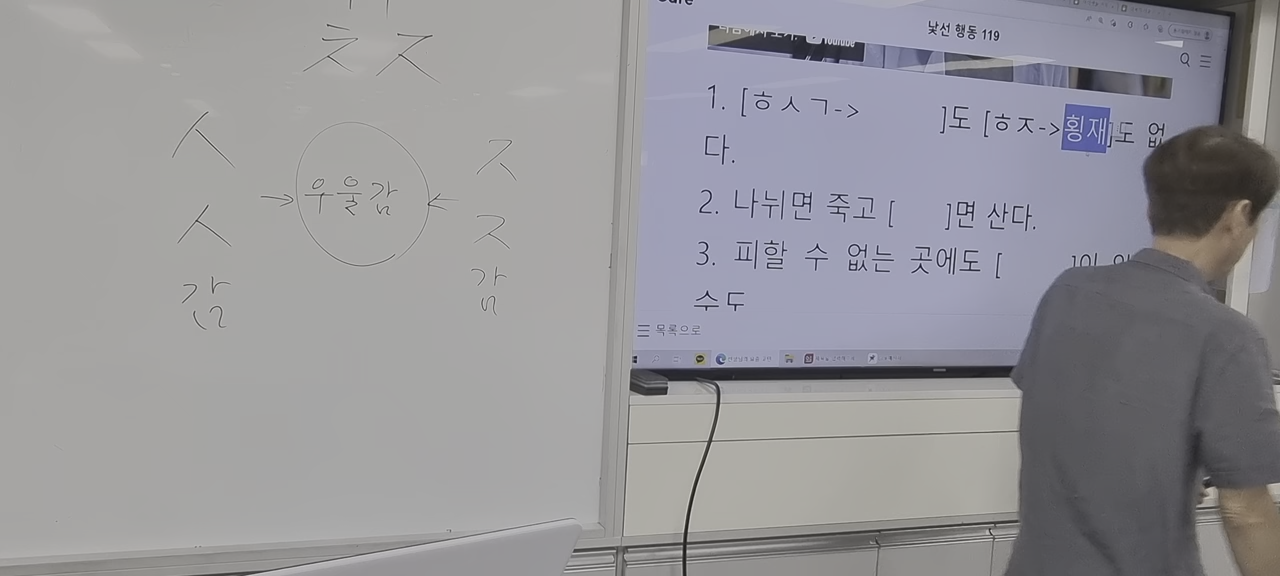 ㅊ ㅈ
ㅅ
ㅅ
감
우울감
ㅈ
ㅈ
감
낯선 행동 119
YouTube
1. [ㅎㅅㄱ-> ]도 [ㅎㅈ->횡재]도 없
다.
2. 나뉘면 죽고 [ ]면 산다.
3. 피할 수 없는 곳에도 [ ]이
수도
목록으로